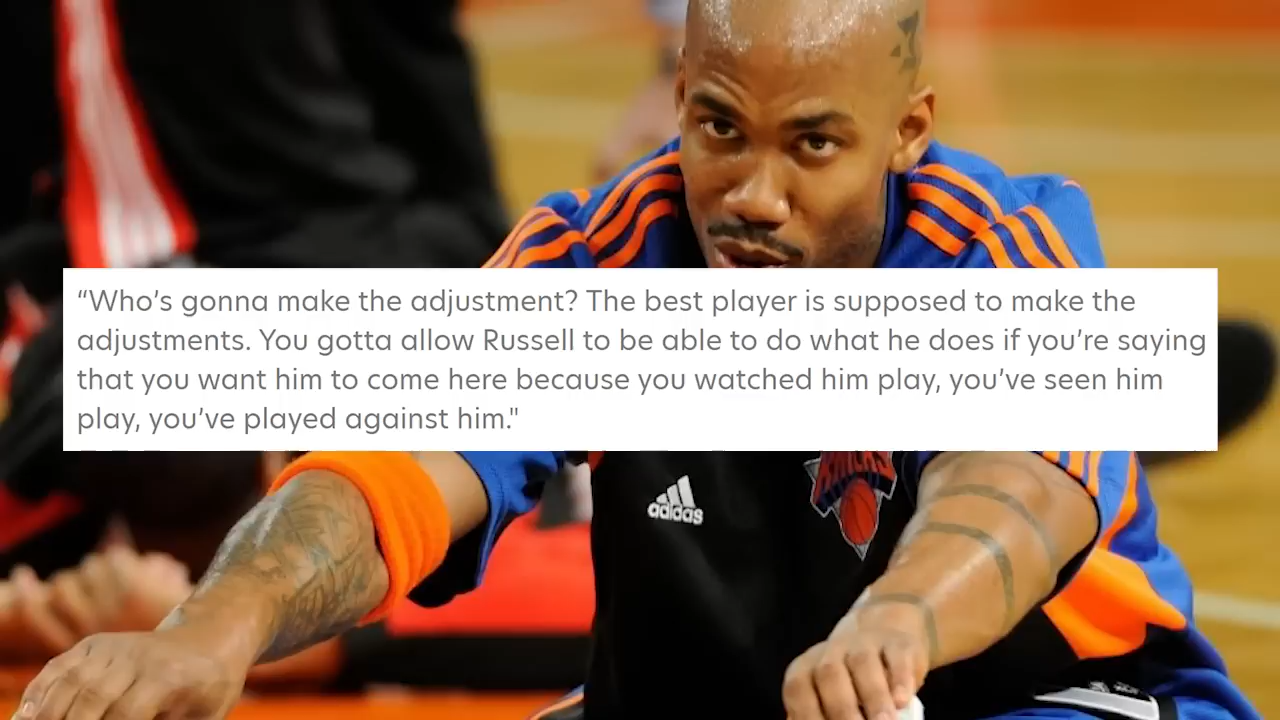 “Who’s gonna make the adjustment? The best player is supposed to make the
adjustments. You gotta allow Russell to be able to do what he does if you’re saying
that you want him to come here because you watched him play, you’ve seen him
play, you’ve played against him."
adidas
KNICKS